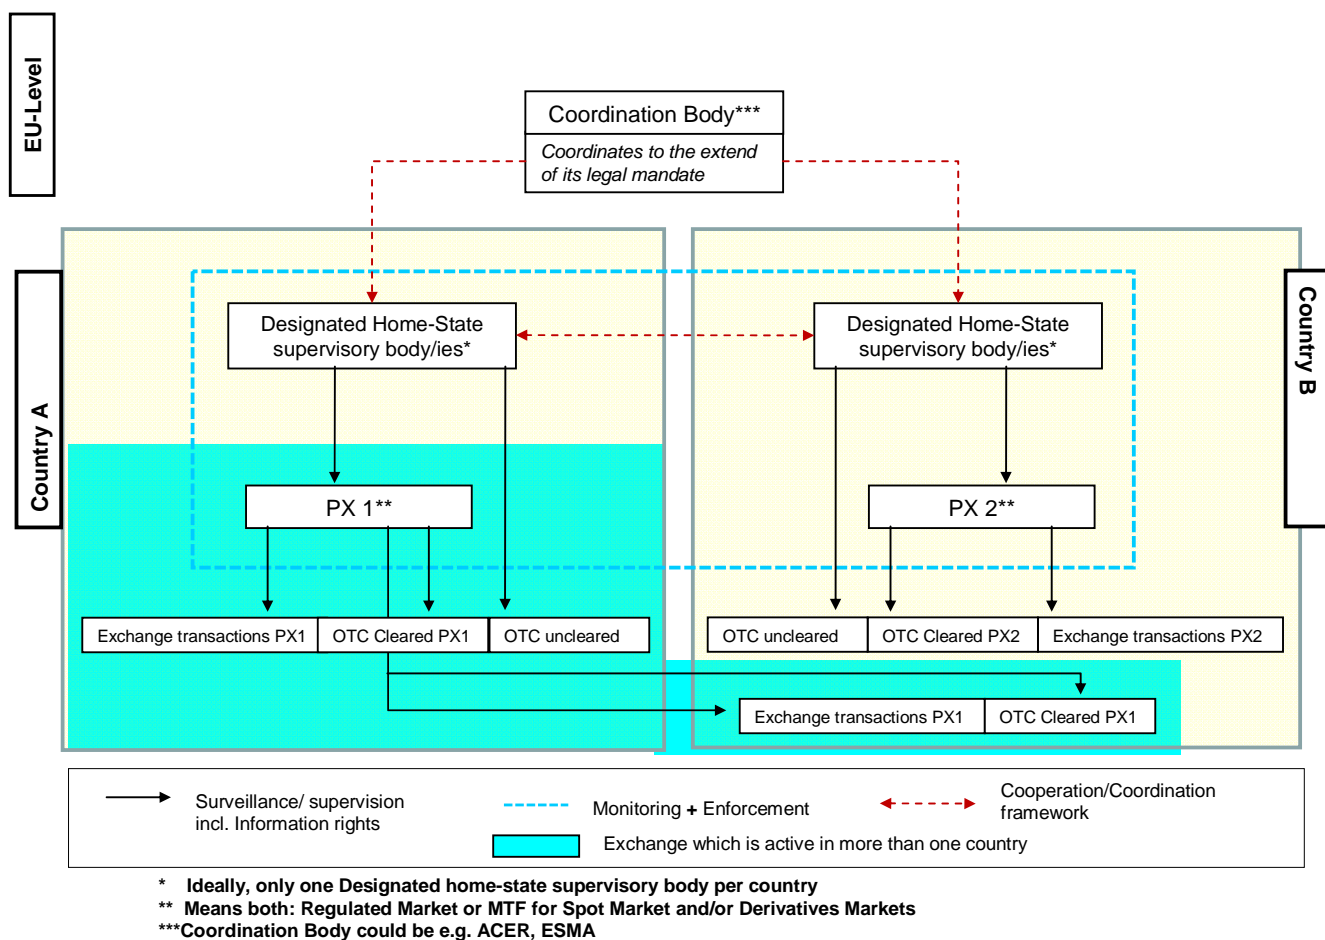 EU-Level
Coordination Body***
Coordinates to the extend
of its legal mandate
Country A
Country B
Designated Home-State
supervisory body/ies*
Designated Home-State
supervisory body/ies*
PX 1**
PX 2**
Exchange transactions PX1
OTC Cleared PX1
OTC uncleared
OTC uncleared
OTC Cleared PX2
Exchange transactions PX2
Exchange transactions PX1
OTC Cleared PX1
Surveillance/ supervision
incl. Information rights
Monitoring + Enforcement
Cooperation/Coordination
framework
Exchange which is active in more than one country
* Ideally, only one Designated home-state supervisory body per country
** Means both: Regulated Market or MTF for Spot Market and/or Derivatives Markets
***Coordination Body could be e.g. ACER, ESMA